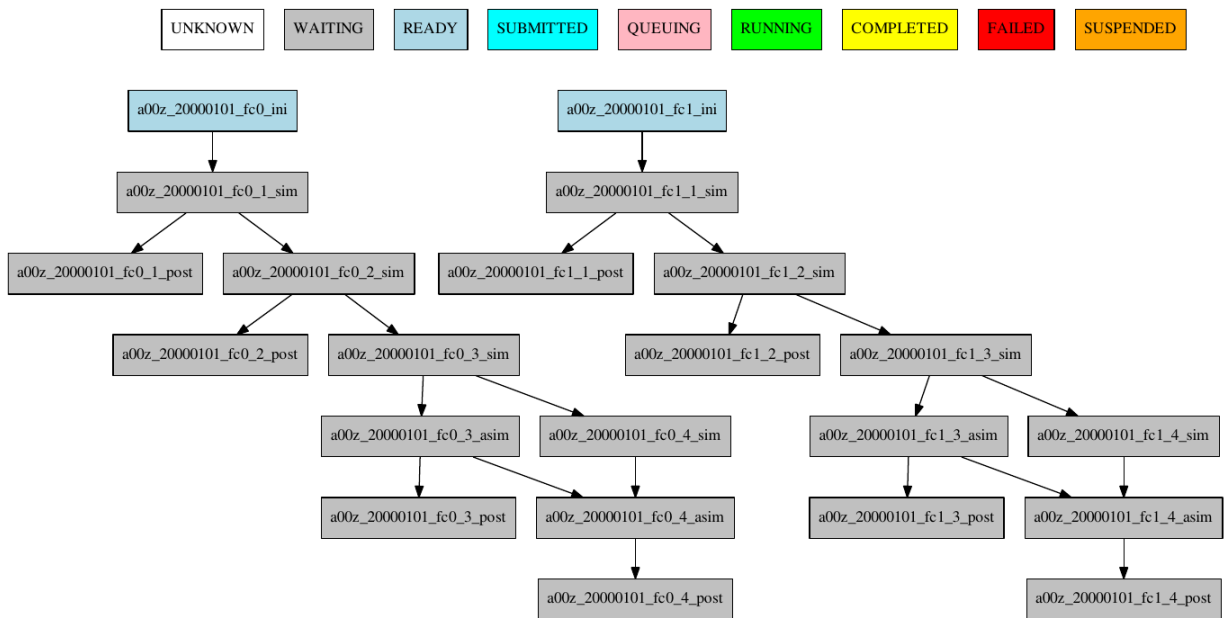 UNKNOWN WAITING READY SUBMITTED QUEUING RUNNING COMPLETED FAILED SUSPENDED
a00z_20000101_fc0_ini a00z_20000101_fc1_ini
a00z_20000101_fc0_1_sim a00z_20000101_fc1_1_sim
a00z_20000101_fc0_1_post a00z_20000101_fc0_2_sim a00z_20000101_fc1_1_post a00z_20000101_fc1_2_sim
a00z_20000101_fc0_2_post a00z_20000101_fc0_3_sim a00z_20000101_fc1_2_post a00z_20000101_fc1_3_sim
a00z_20000101_fc0_3_asim a00z_20000101_fc0_4_sim a00z_20000101_fc1_3_asim a00z_20000101_fc1_4_sim
a00z_20000101_fc0_3_post a00z_20000101_fc0_4_asim a00z_20000101_fc1_3_post a00z_20000101_fc1_4_asim
a00z_20000101_fc0_4_post a00z_20000101_fc1_4_post